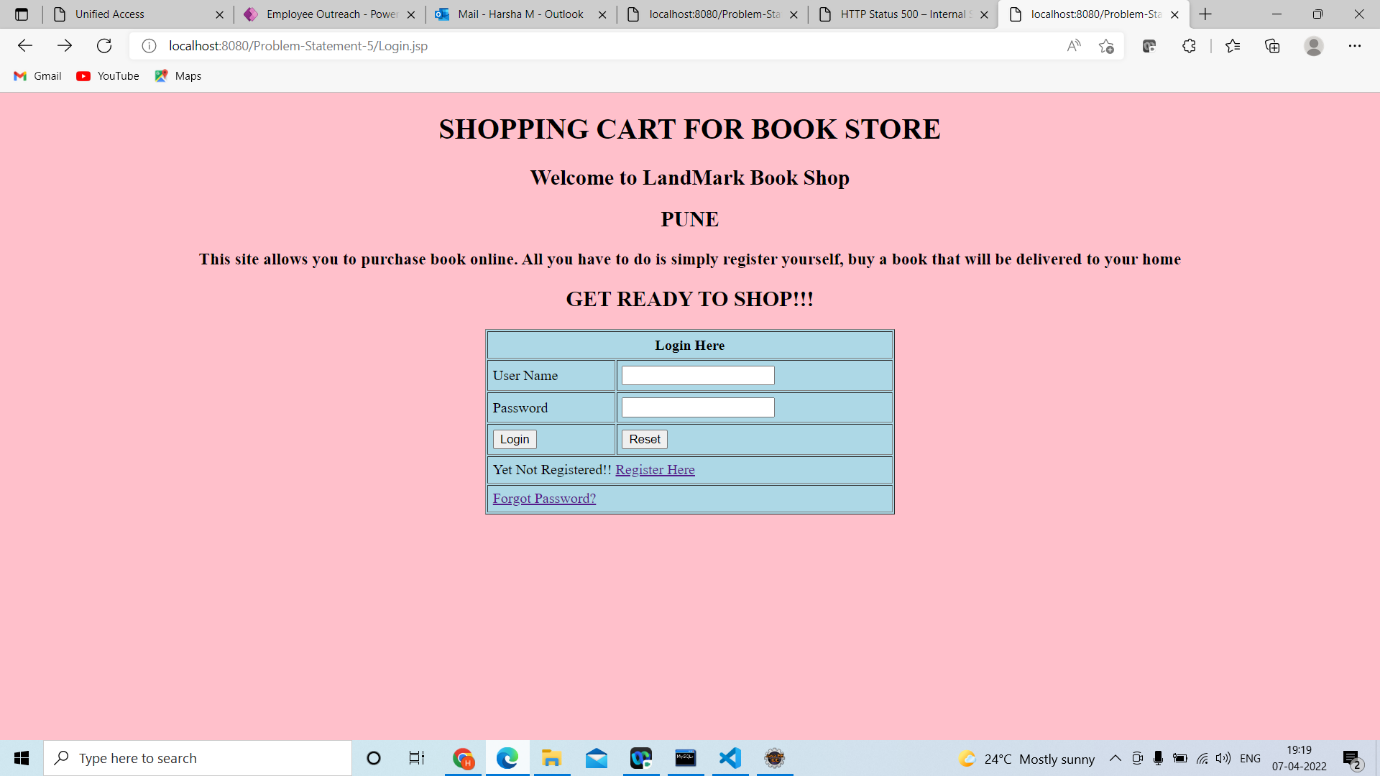 Unified Access
Employee Outreach - Power
Mail - Harsha M - Outlook
localhost:8080/Problem-Sta
HTTP Status 500 – Internal S
localhost:8080/Problem-Sta
localhost:8080/Problem-Statement-5/Login.jsp
Gmail
YouTube
Maps
SHOPPING CART FOR BOOK STORE
Welcome to LandMark Book Shop
PUNE
This site allows you to purchase book online. All you have to do is simply register yourself, buy a book that will be delivered to your home
GET READY TO SHOP!!!
Login Here
User Name
Password
Login Reset
Yet Not Registered!! Register Here
Forgot Password?
Type here to search
24°C Mostly sunny
ENG
19:19
07-04-2022
2